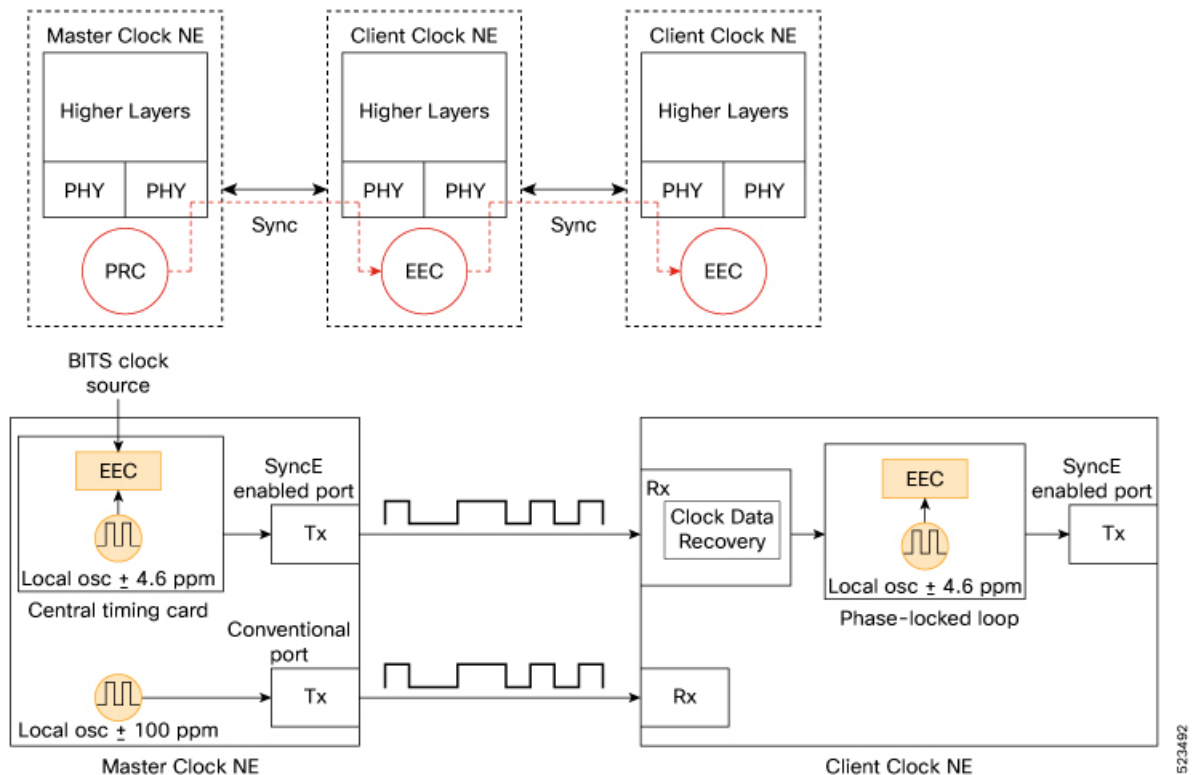 Master Clock NE
Client Clock NE
Client Clock NE
Higher Layers
Higher Layers
Higher Layers
PHY
PHY
PHY
PHY
PHY
PHY
Sync
Sync
PRC
EEC
EEC
BITS clock
source
EEC
SyncE
enabled port
Tx
Local osc ± 4.6 ppm
Central timing card
Conventional
port
Tx
Local osc ± 100 ppm
Master Clock NE
Rx
Clock Data
Recovery
EEC
Local osc ± 4.6 ppm
Phase-locked loop
SyncE
enabled port
Tx
Rx
Client Clock NE
523492